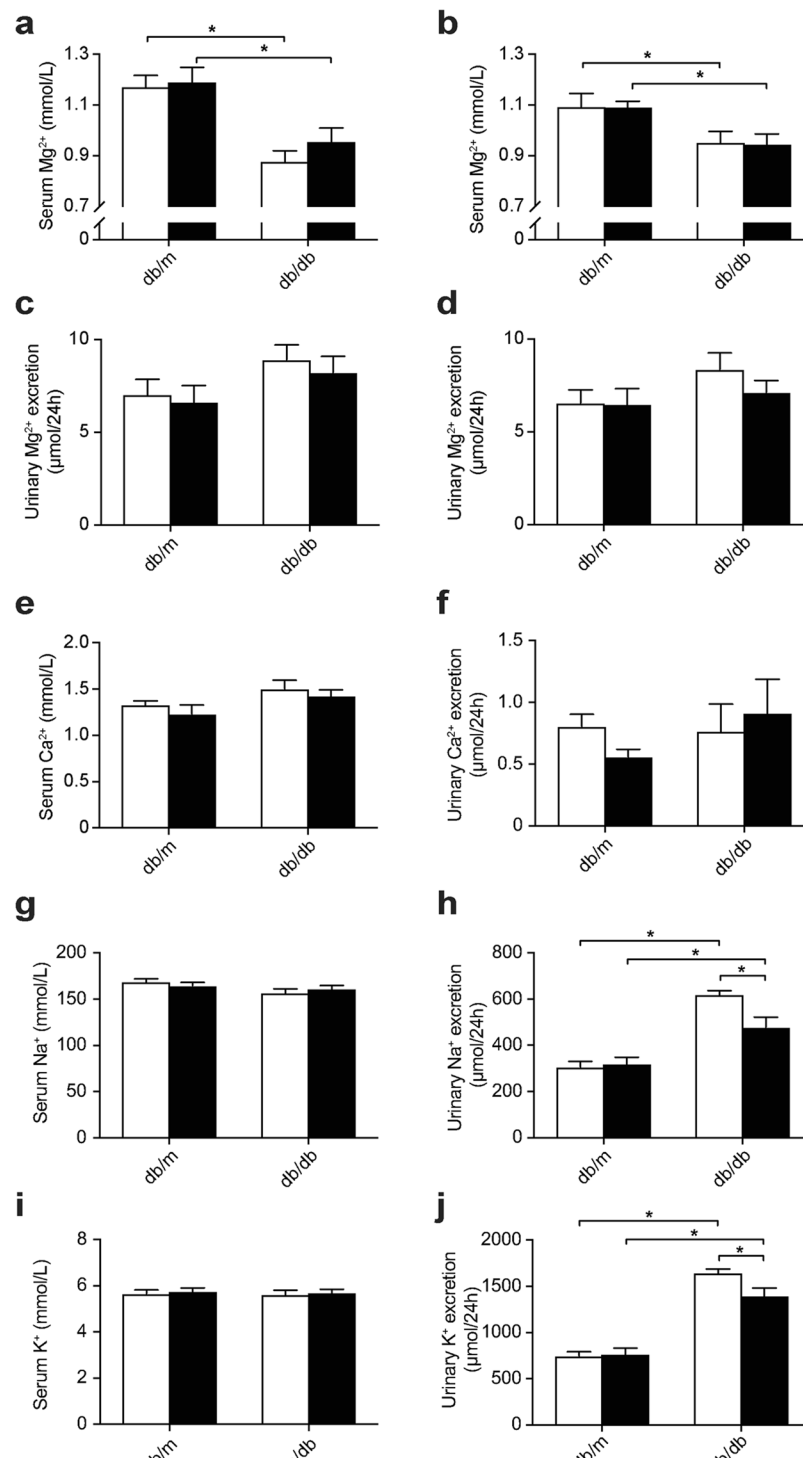 a
*
*
Serum Mg²⁺ (mmol/L)
1.3
1.1
0.9
0.7
0
db/m
db/db
b
*
*
Serum Mg²⁺ (mmol/L)
1.3
1.1
0.9
0.7
0
db/m
db/db
c
Urinary Mg²⁺ excretion
(µmol/24h)
10
5
0
db/m
db/db
d
Urinary Mg²⁺ excretion
(µmol/24h)
10
5
0
db/m
db/db
e
Serum Ca²⁺ (mmol/L)
2.0
1.5
1.0
0.5
0
db/m
db/db
f
Urinary Ca²⁺ excretion
(µmol/24h)
1.5
1.0
0.5
0
db/m
db/db
g
Serum Na⁺ (mmol/L)
200
150
100
50
0
db/m
db/db
h
*
*
*
Urinary Na⁺ excretion
(µmol/24h)
800
600
400
200
0
db/m
db/db
i
Serum K⁺ (mmol/L)
8
6
4
2
0
db/m
/db
j
*
*
*
Urinary K⁺ excretion
(µmol/24h)
2000
1500
1000
500
0
db/m
/db